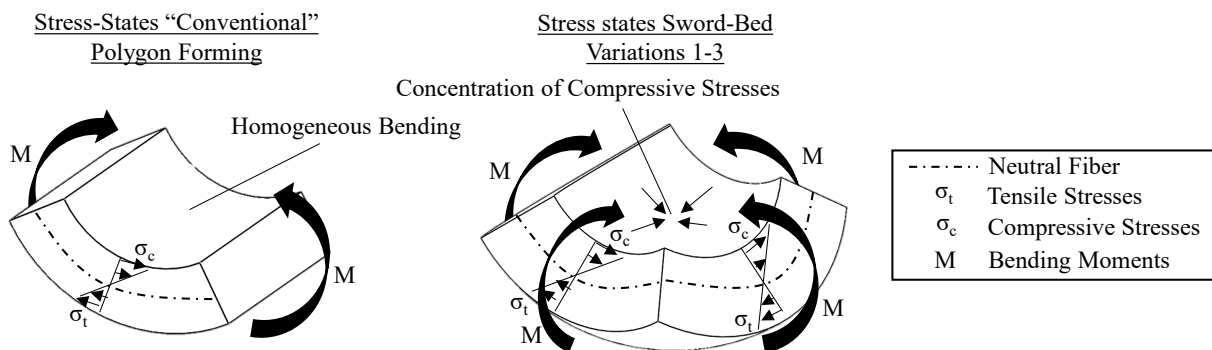 Stress-States “Conventional”
Polygon Forming
Homogeneous Bending
M
M
σc
σt
Stress states Sword-Bed
Variations 1-3
Concentration of Compressive Stresses
M
M
σc
σc
σt
σt
M
M
Neutral Fiber
σt Tensile Stresses
σc Compressive Stresses
M Bending Moments